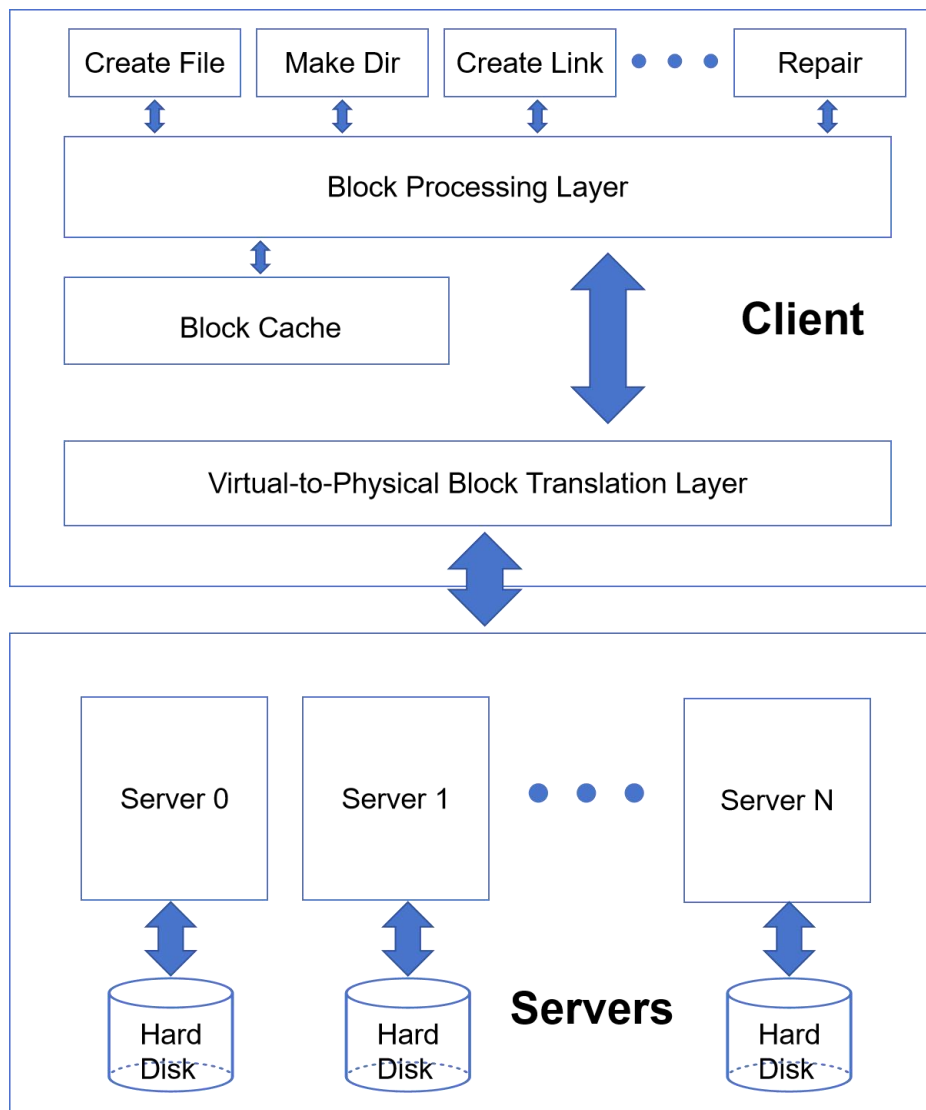 Create File
Make Dir
Create Link
Repair
Block Processing Layer
Block Cache
Client
Virtual-to-Physical Block Translation Layer
Server 0
Server 1
Server N
Servers
Hard
Disk
Hard
Disk
Hard
Disk